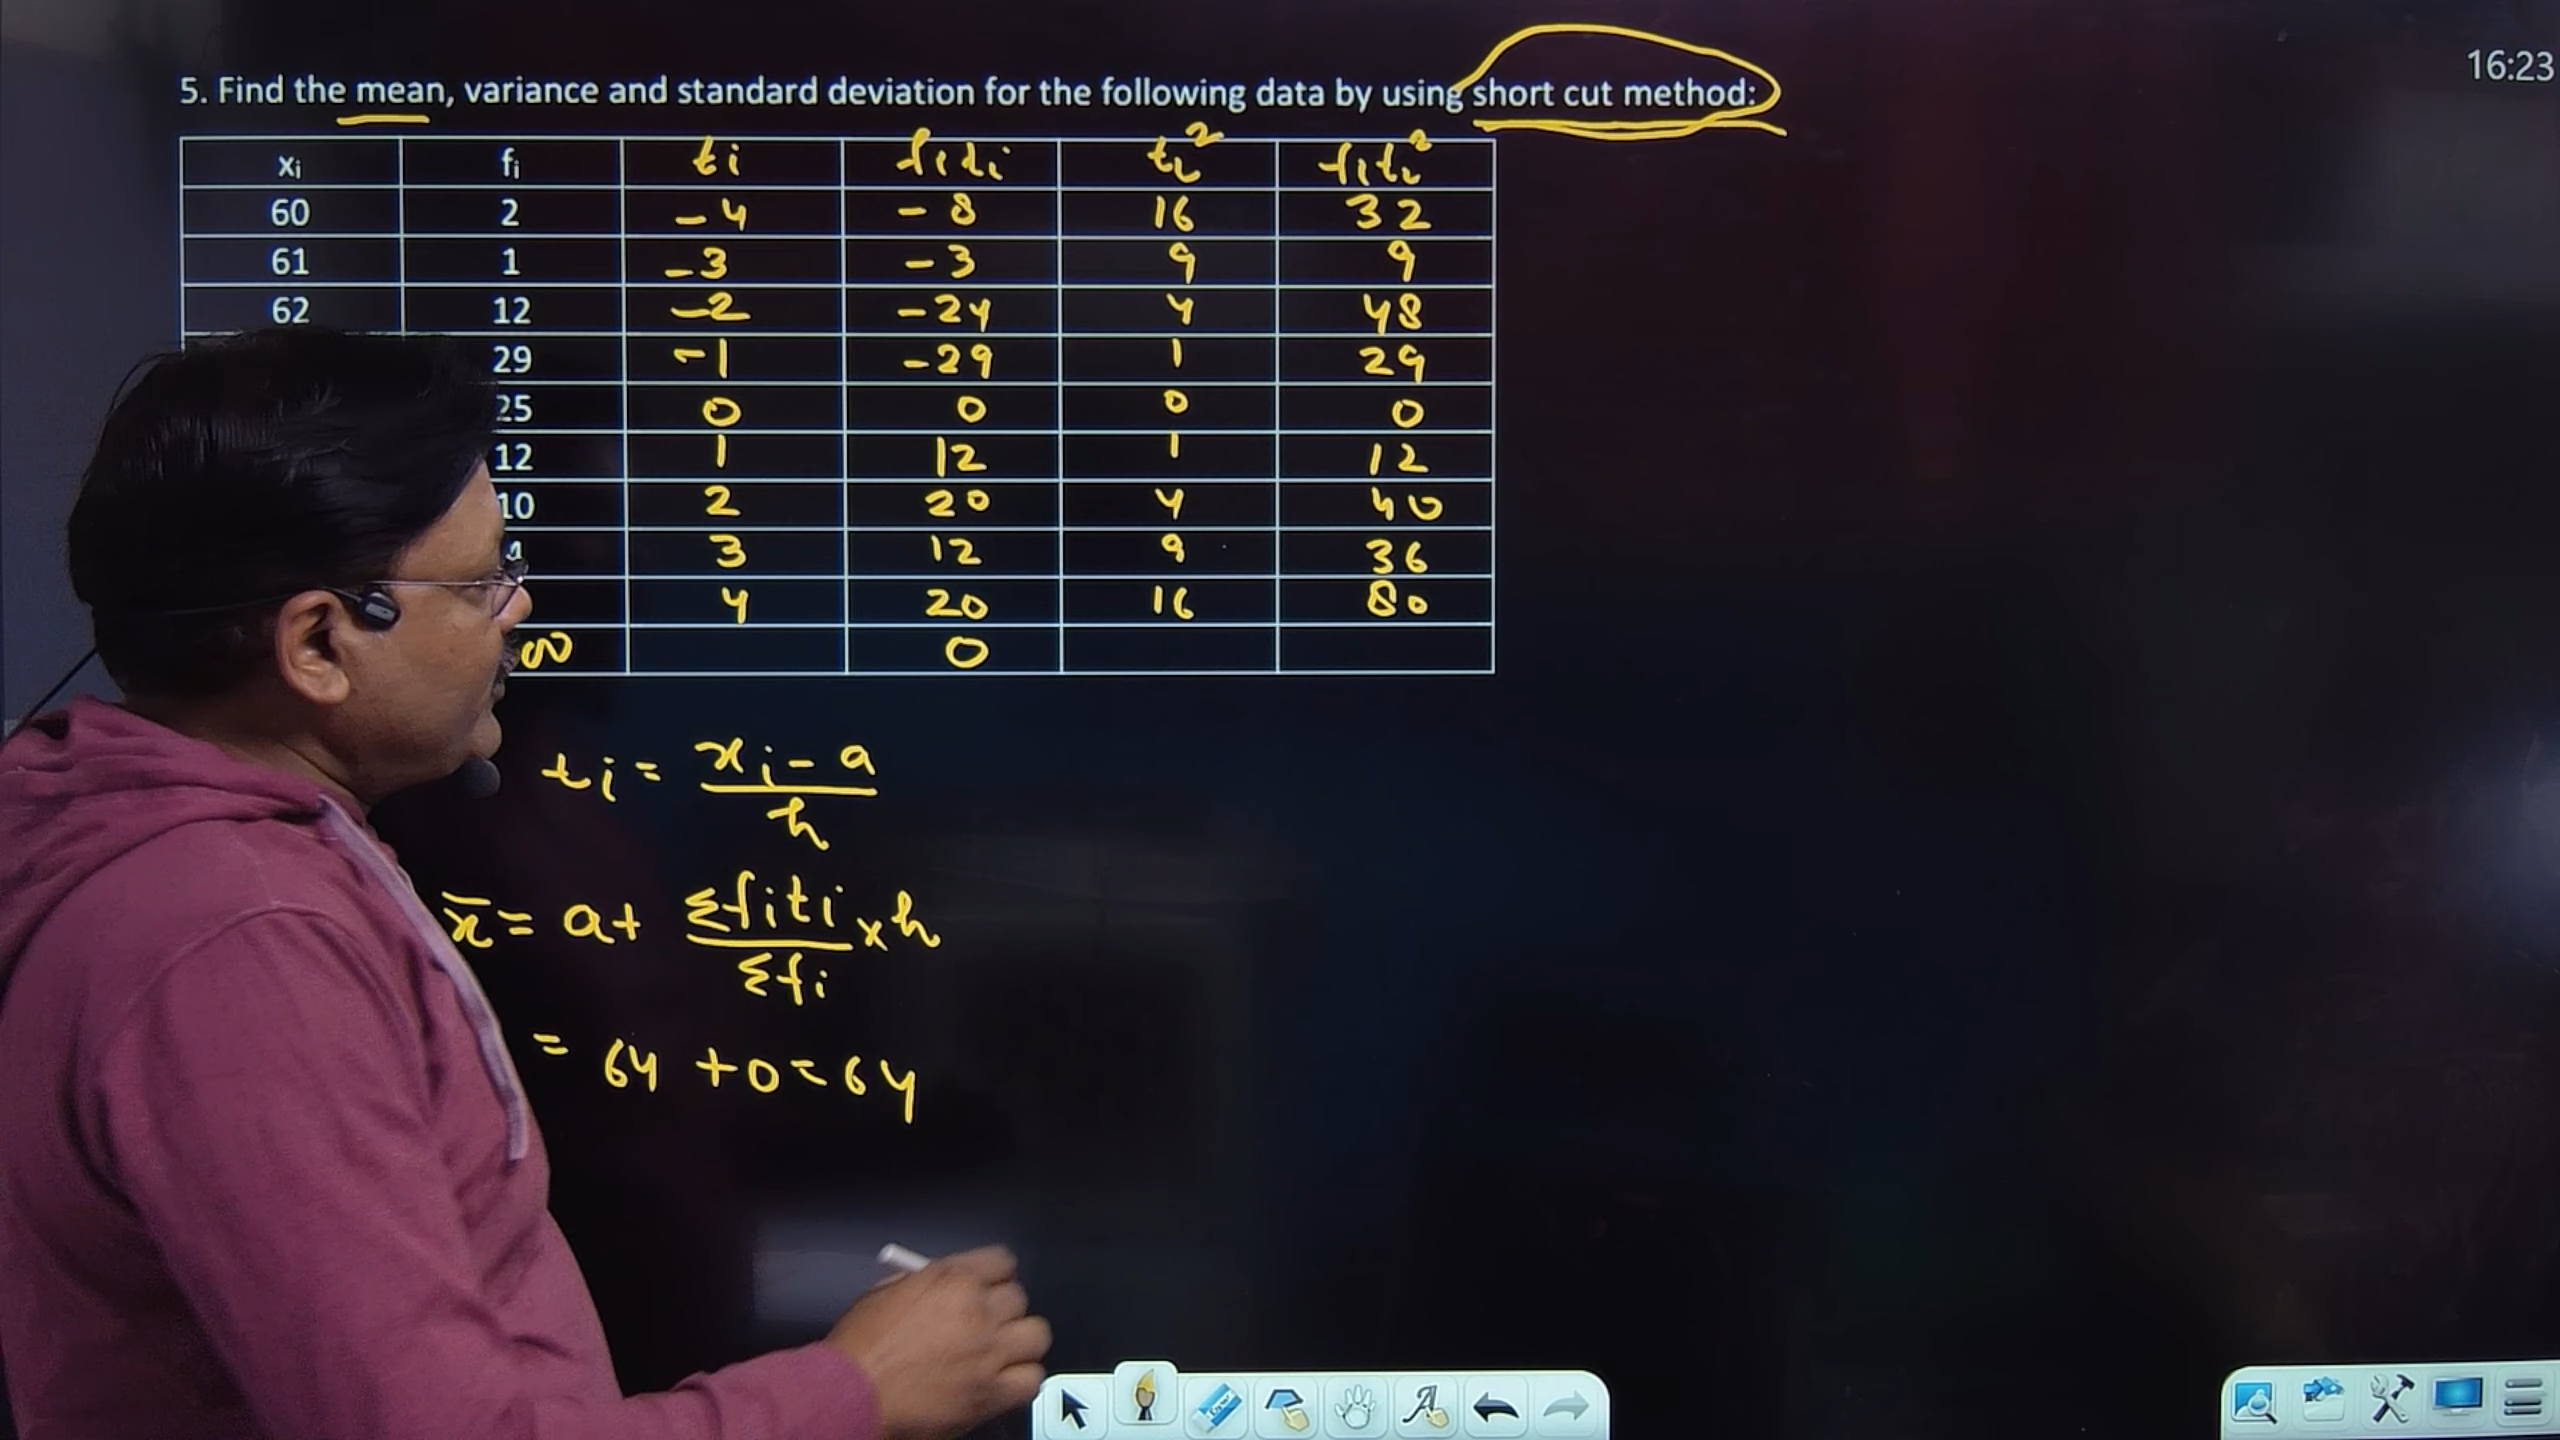 16:23
5. Find the mean, variance and standard deviation for the following data by using short cut method:
xᵢ fᵢ tᵢ fᵢtᵢ tᵢ² fᵢtᵢ²
60 2 -4 -8 16 32
61 1 -3 -3 9 9
62 12 -2 -24 4 48
29 -1 -29 1 29
25 0 0 0 0
12 1 12 1 12
10 2 20 4 40
3 12 9 36
4 20 16 80
00 0
tᵢ = (xᵢ - a) / h
x̄ = a + Σfᵢtᵢ / Σfᵢ × h
= 64 + 0 = 64